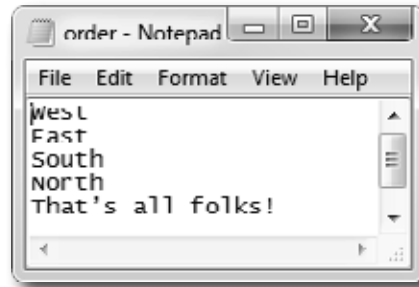 order - Notepad
File Edit Format View Help
West
East
South
North
That's all folks!